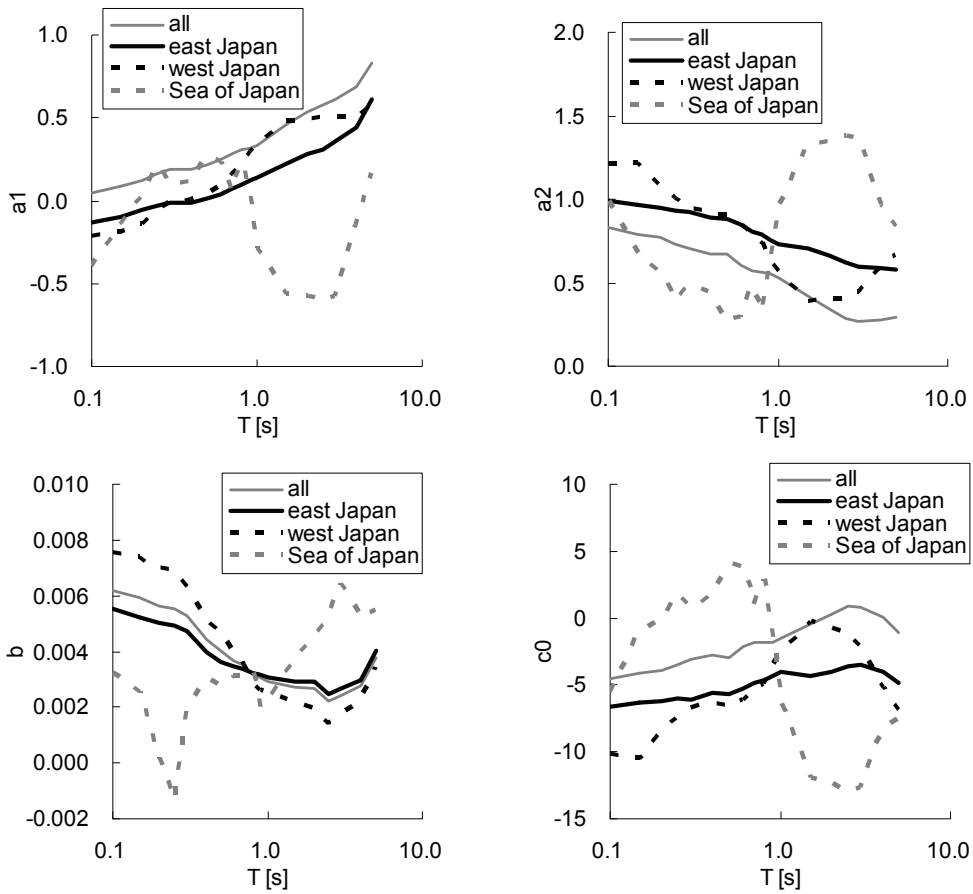 all
east Japan
west Japan
Sea of Japan
1.0
0.5
0.0
-0.5
-1.0
a1
0.1 1.0 10.0
T [s]
all
east Japan
west Japan
Sea of Japan
2.0
1.5
1.0
0.5
0.0
a2
0.1 1.0 10.0
T [s]
all
east Japan
west Japan
Sea of Japan
0.010
0.008
0.006
0.004
0.002
0.000
-0.002
b
0.1 1.0 10.0
T [s]
all
east Japan
west Japan
Sea of Japan
10
5
0
-5
-10
-15
c0
0.1 1.0 10.0
T [s]